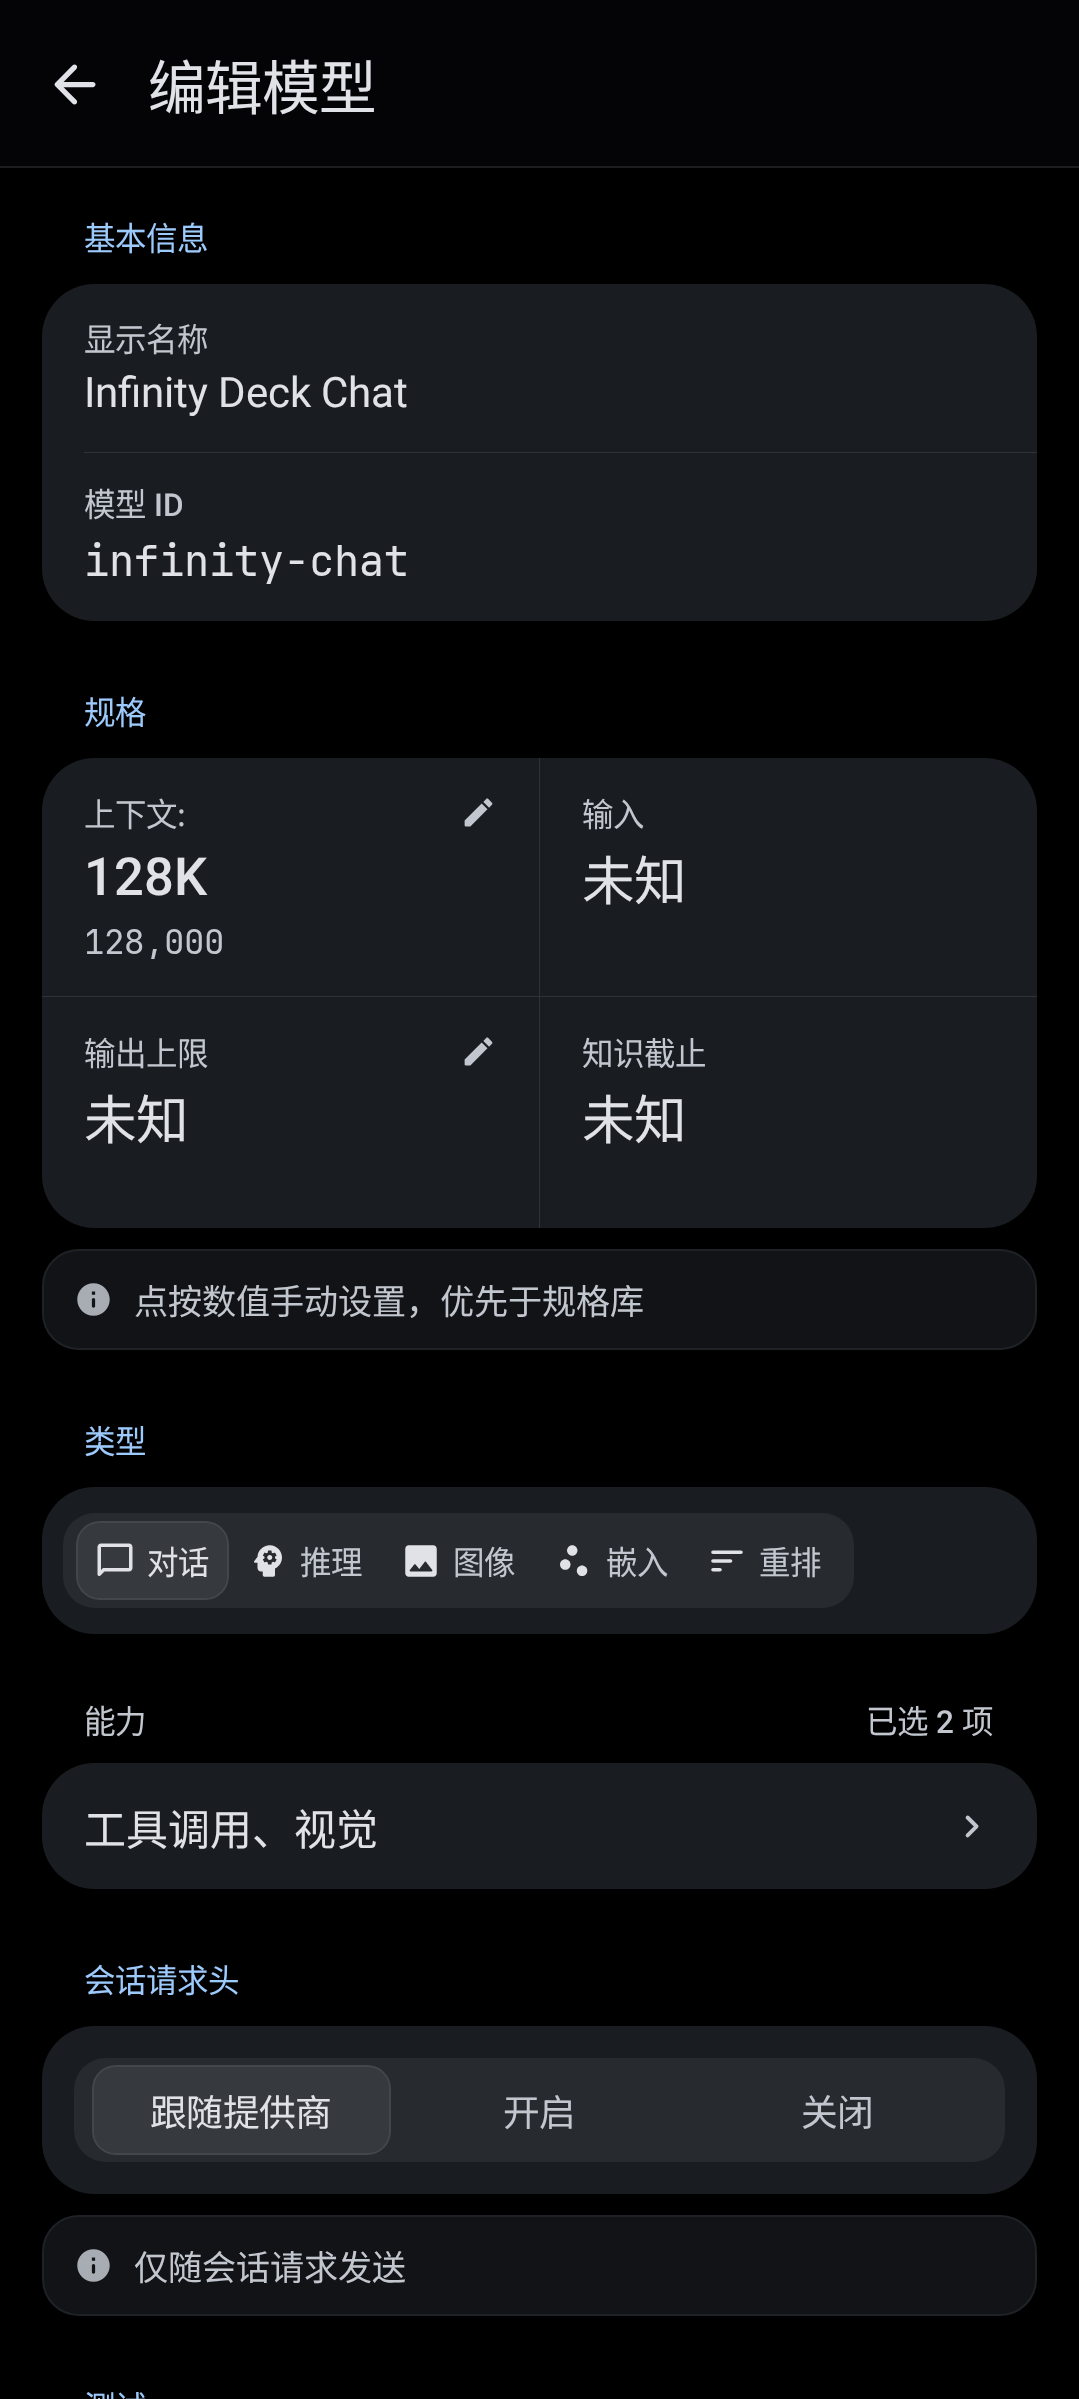 编辑模型
基本信息
显示名称
Infinity Deck Chat
模型 ID
infinity-chat
规格
上下文:
128K
128,000
输入
未知
输出上限
未知
知识截止
未知
点按数值手动设置，优先于规格库
类型
对话 推理 图像 嵌入 重排
能力 已选 2 项
工具调用、视觉
会话请求头
跟随提供商 开启 关闭
仅随会话请求发送